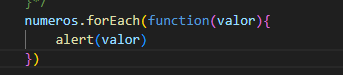 }*/
numeros.forEach(function(valor){
alert(valor)
})